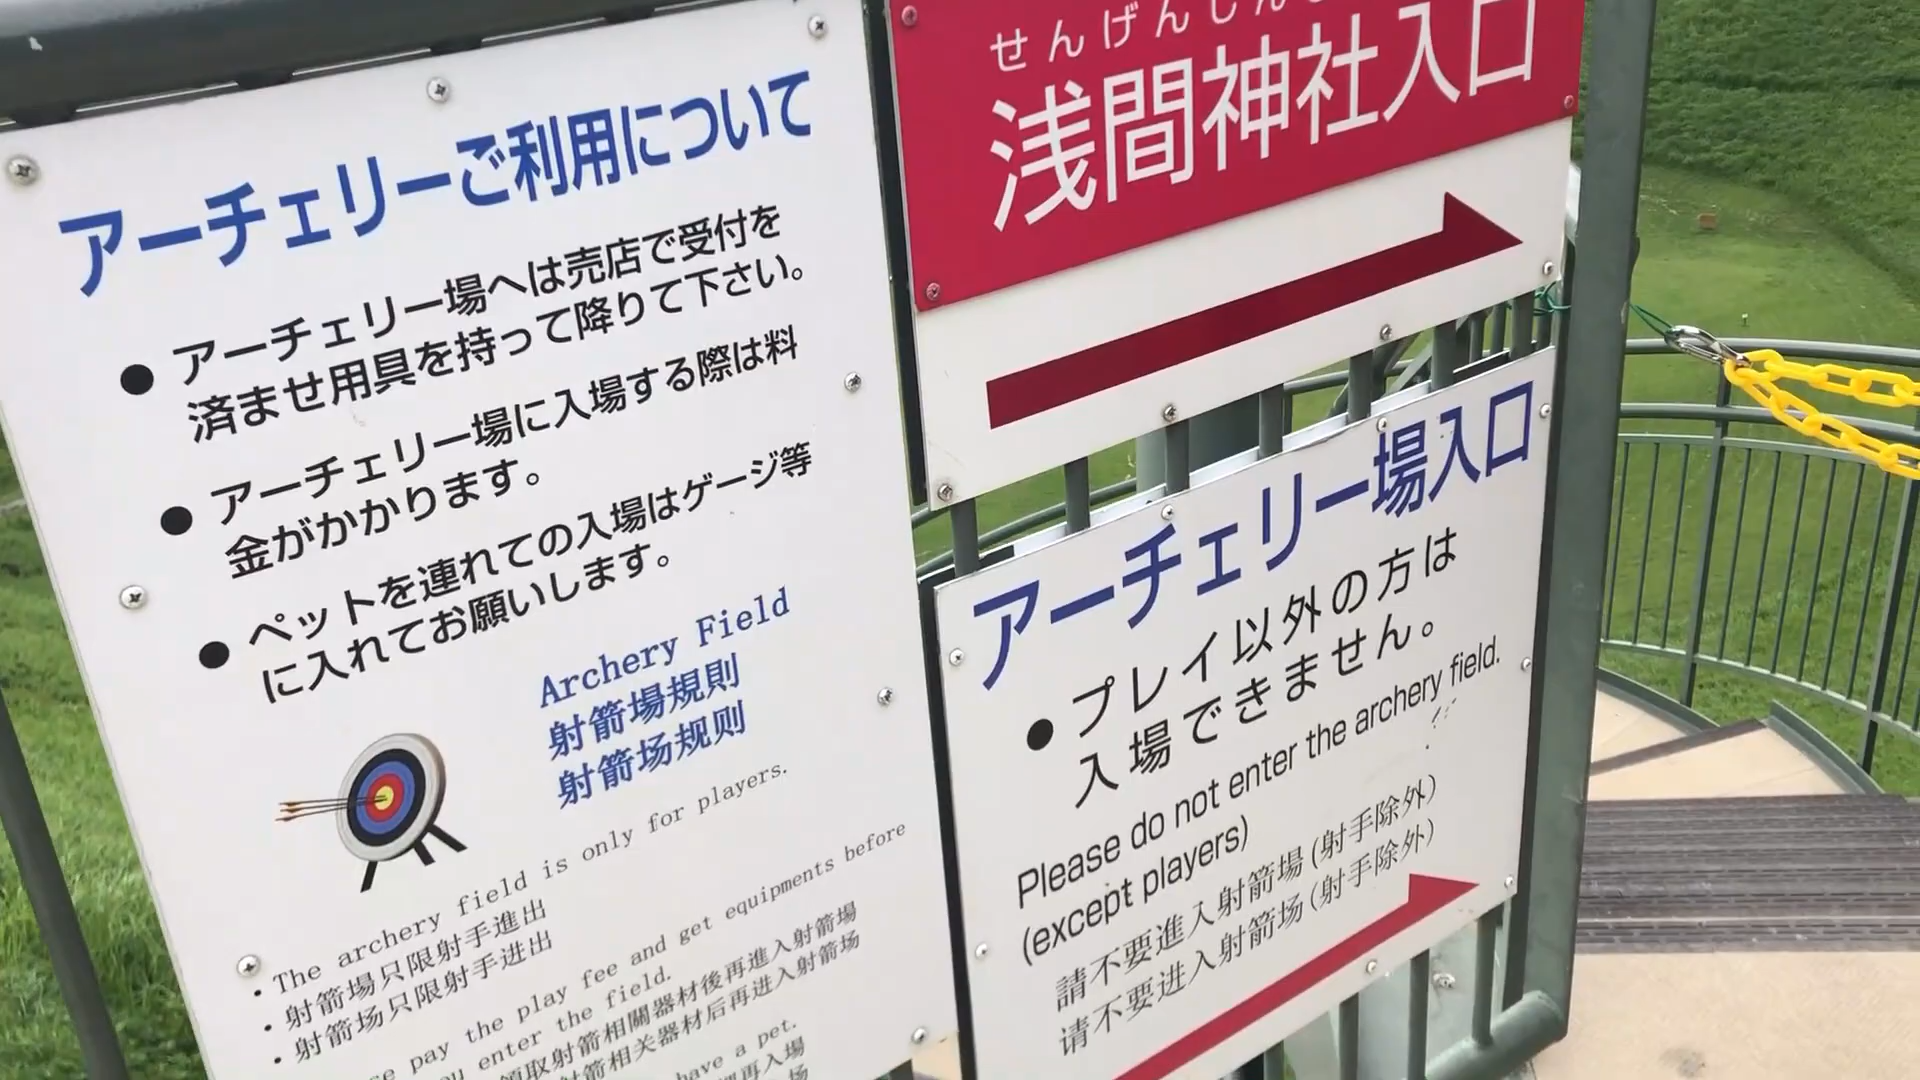 アーチェリーご利用について
● アーチェリー場へは売店で受付を
済ませ用具を持って降りて下さい。
● アーチェリー場に入場する際は料
金がかかります。
● ペットを連れての入場はゲージ等
に入れてお願いします。
Archery Field
射箭場規則
射箭场规则
・The archery field is only for players.
・射箭場只限射手進出
・射箭场只限射手进出
pay the play fee and get equipments before
enter the field.
領取射箭相關器材後再進入射箭場
射箭相关器材后再进入射箭场
have a pet.
再入場
せんげんじん
浅間神社入口
アーチェリー場入口
● プレイ以外の方は
入場できません。
Please do not enter the archery field.
(except players)
請不要進入射箭場(射手除外)
请不要进入射箭场(射手除外)